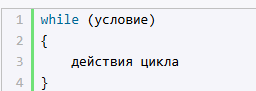 1 while (условие)
2 {
3     действия цикла
4 }